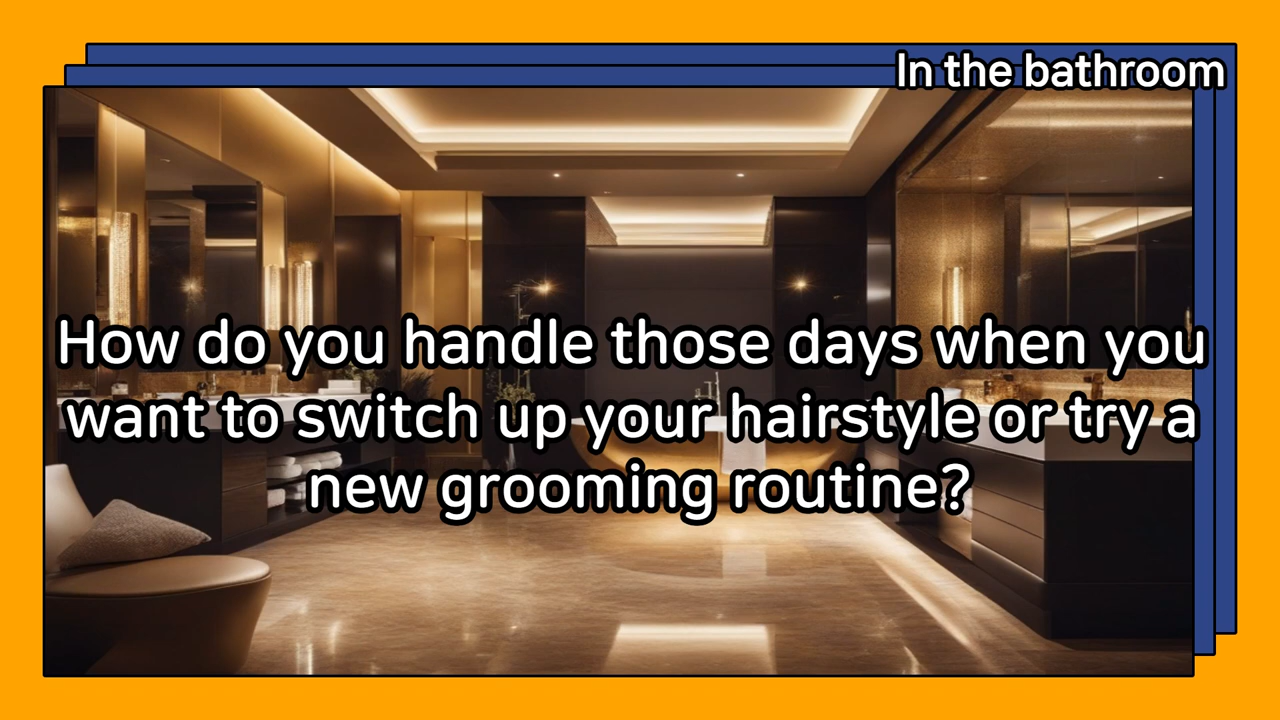 In the bathroom
How do you handle those days when you
want to switch up your hairstyle or try a
new grooming routine?